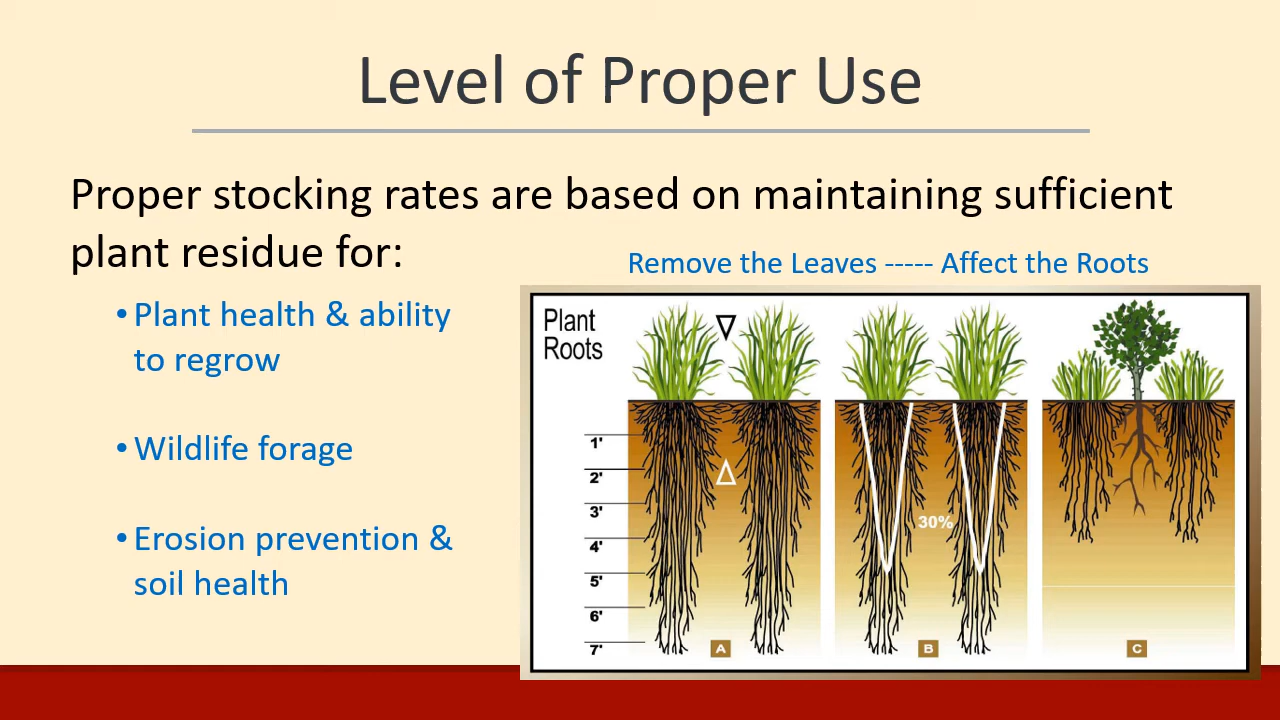 Level of Proper Use
Proper stocking rates are based on maintaining sufficient
plant residue for:
Remove the Leaves ----- Affect the Roots
• Plant health & ability
to regrow
• Wildlife forage
• Erosion prevention &
soil health
Plant
Roots
1'
2'
3'
4'
5'
6'
7'
30%
A
B
C